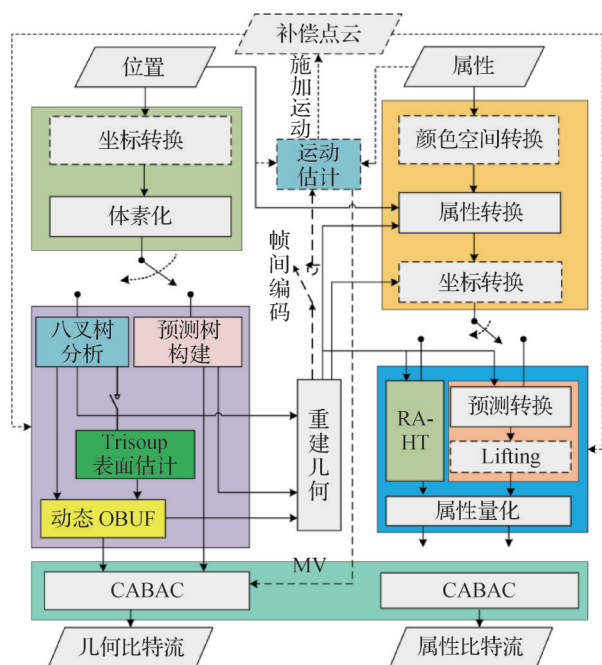 补偿点云
位置
属性
施加运动
坐标转换
颜色空间转换
运动
估计
体素化
属性转换
帧间编码
坐标转换
八叉树
分析
预测树
构建
重建几何
RA-
HT
预测转换
Trisoup
表面估计
Lifting
动态 OBUF
属性量化
MV
CABAC
CABAC
几何比特流
属性比特流